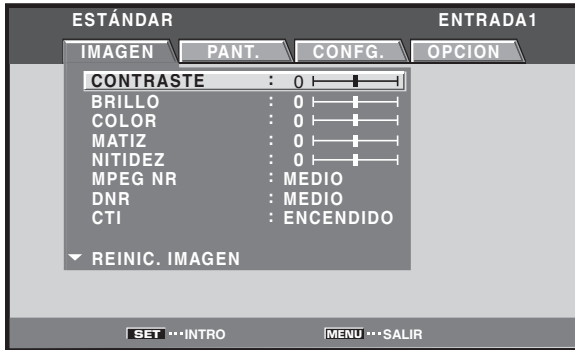 ESTÁNDAR ENTRADA1
IMAGEN PANT. CONFG. OPCION
CONTRASTE : 0
BRILLO : 0
COLOR : 0
MATIZ : 0
NITIDEZ : 0
MPEG NR : MEDIO
DNR : MEDIO
CTI : ENCENDIDO
REINIC. IMAGEN
SET ···INTRO MENU ···SALIR